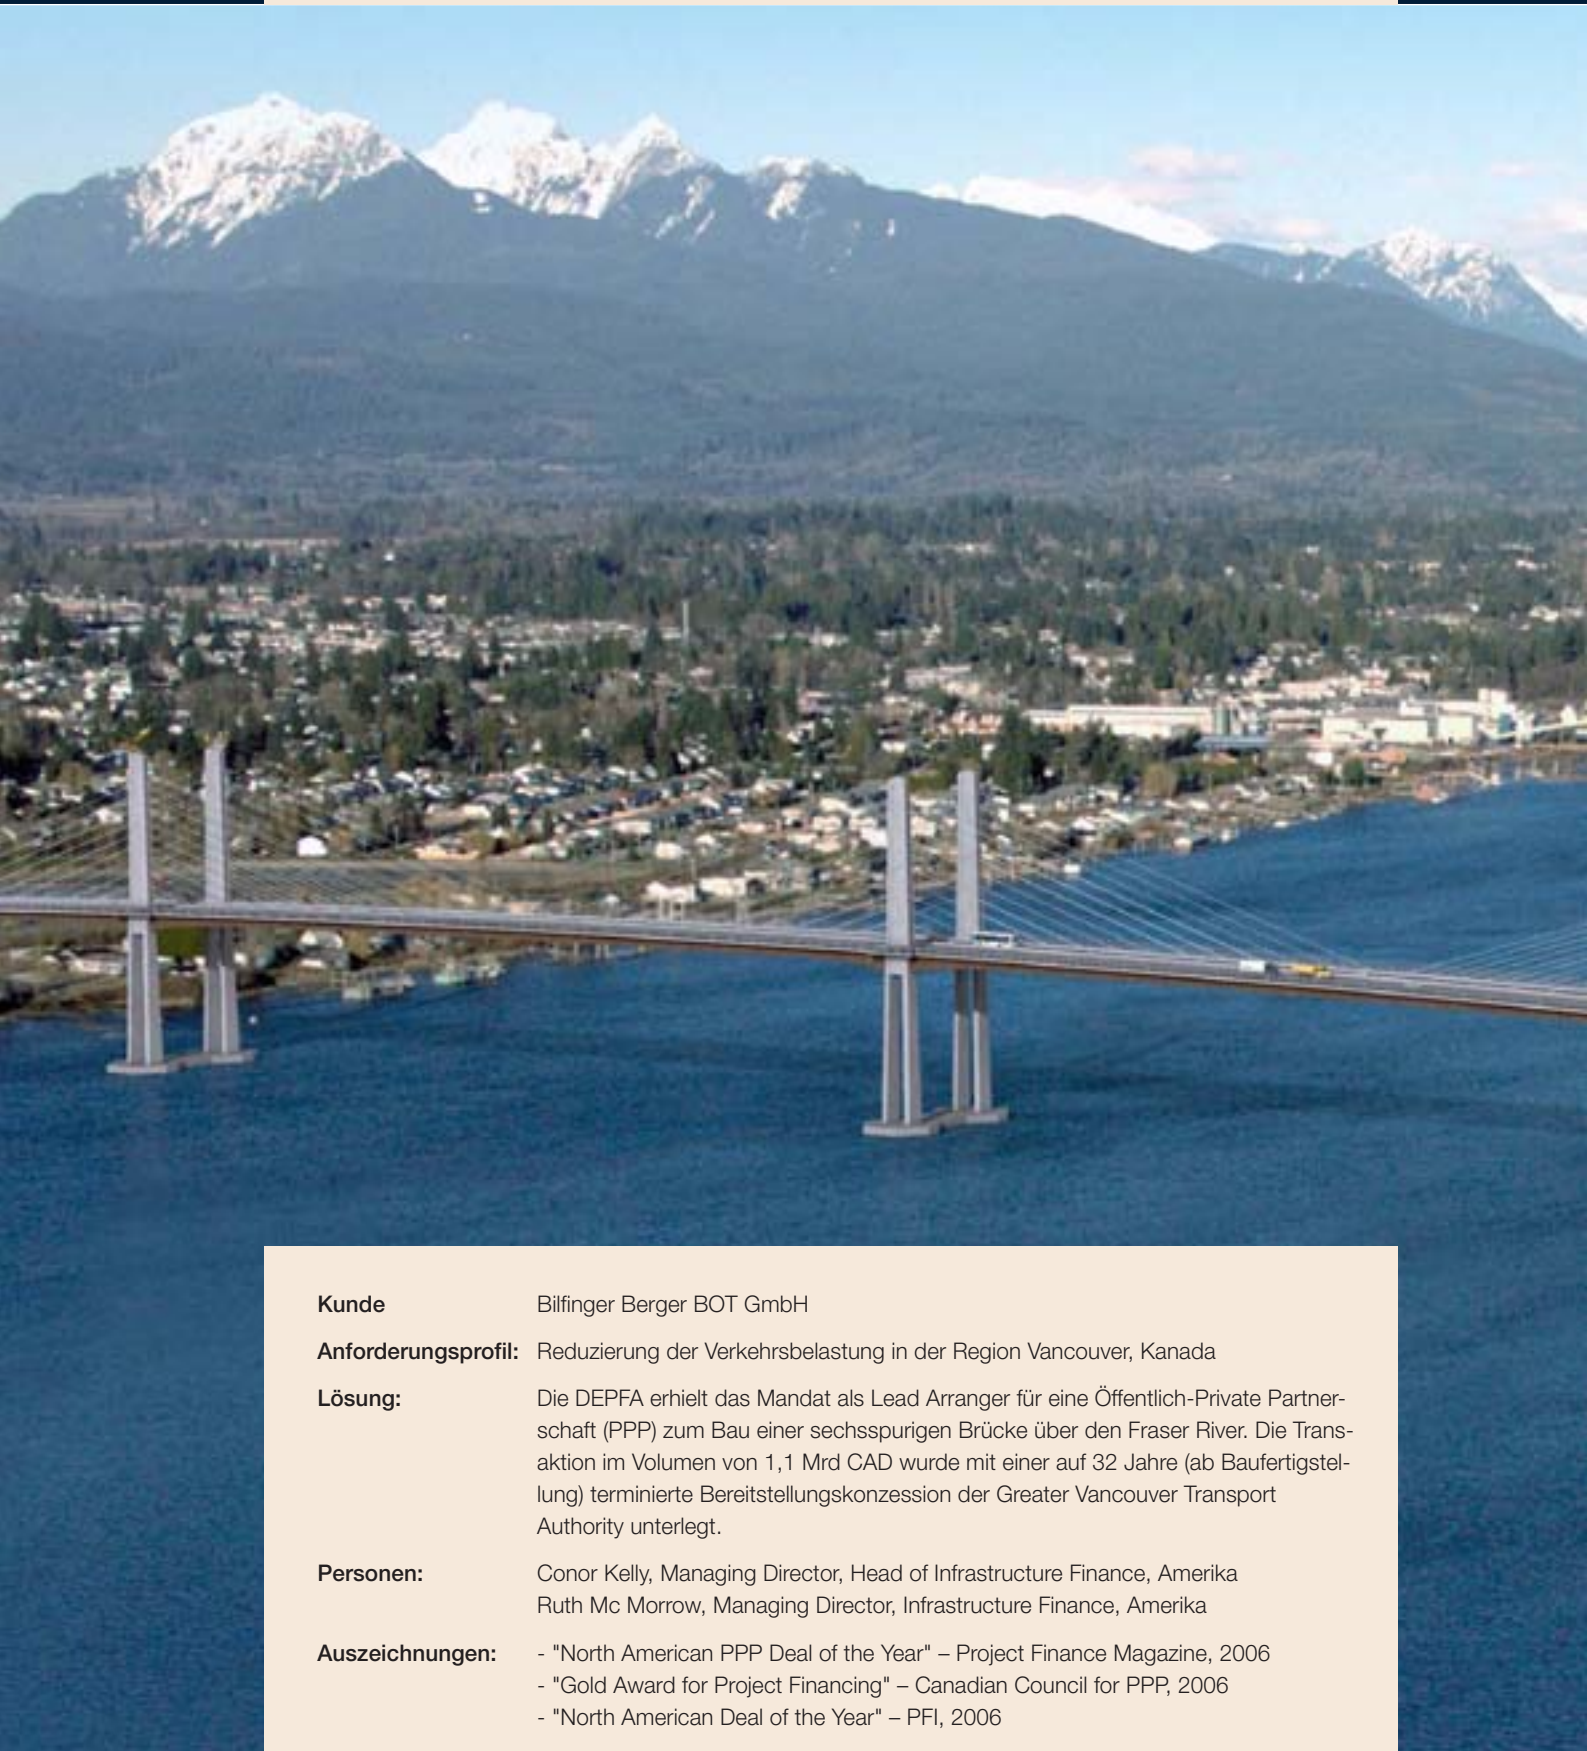 Kunde Bilfinger Berger BOT GmbH
Anforderungsprofil: Reduzierung der Verkehrsbelastung in der Region Vancouver, Kanada
Lösung: Die DEPFA erhielt das Mandat als Lead Arranger für eine Öffentlich-Private Partner-
schaft (PPP) zum Bau einer sechsspurigen Brücke über den Fraser River. Die Trans-
aktion im Volumen von 1,1 Mrd CAD wurde mit einer auf 32 Jahre (ab Baufertigstel-
lung) terminierte Bereitstellungskonzession der Greater Vancouver Transport
Authority unterlegt.
Personen: Conor Kelly, Managing Director, Head of Infrastructure Finance, Amerika
Ruth Mc Morrow, Managing Director, Infrastructure Finance, Amerika
Auszeichnungen: - "North American PPP Deal of the Year" – Project Finance Magazine, 2006
- "Gold Award for Project Financing" – Canadian Council for PPP, 2006
- "North American Deal of the Year" – PFI, 2006